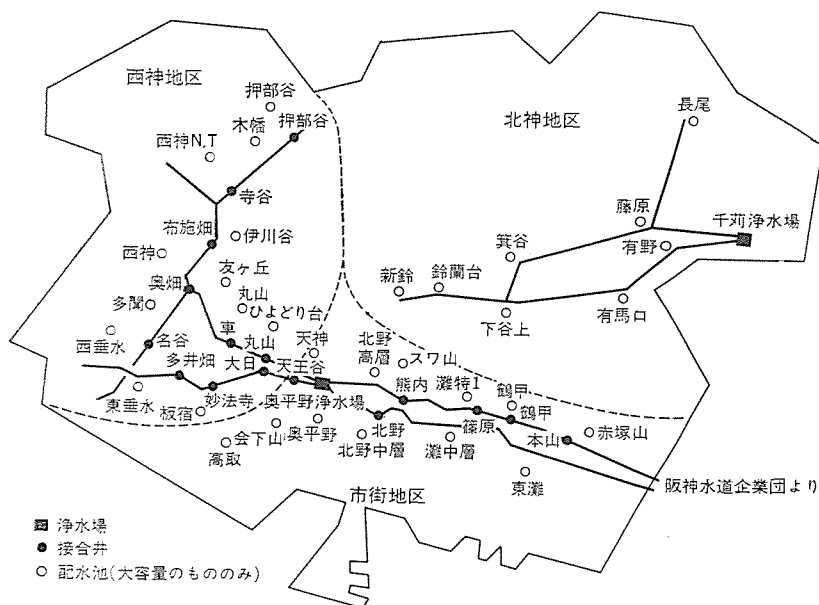 西神地区
押部谷
押部谷
木幡
西神N.T
寺谷
布施畑
伊川谷
西神
友ヶ丘
奥畑
丸山
多聞
ひよどり台
車
丸山
天神
西垂水
名谷
多井畑
大日
天王谷
東垂水
板宿
妙法寺
奥平野浄水場
高取
会下山
奥平野
北神地区
長尾
藤原
千苅浄水場
有野
箕谷
新鈴
鈴蘭台
下谷上
有馬口
北野
高層
スワ山
熊内
灘特1
鶴甲
鶴甲
篠原
本山
赤塚山
北野
北野
中層
灘中層
東灘
阪神水道企業団より
市街地区
浄水場
接合井
配水池(大容量のもののみ)